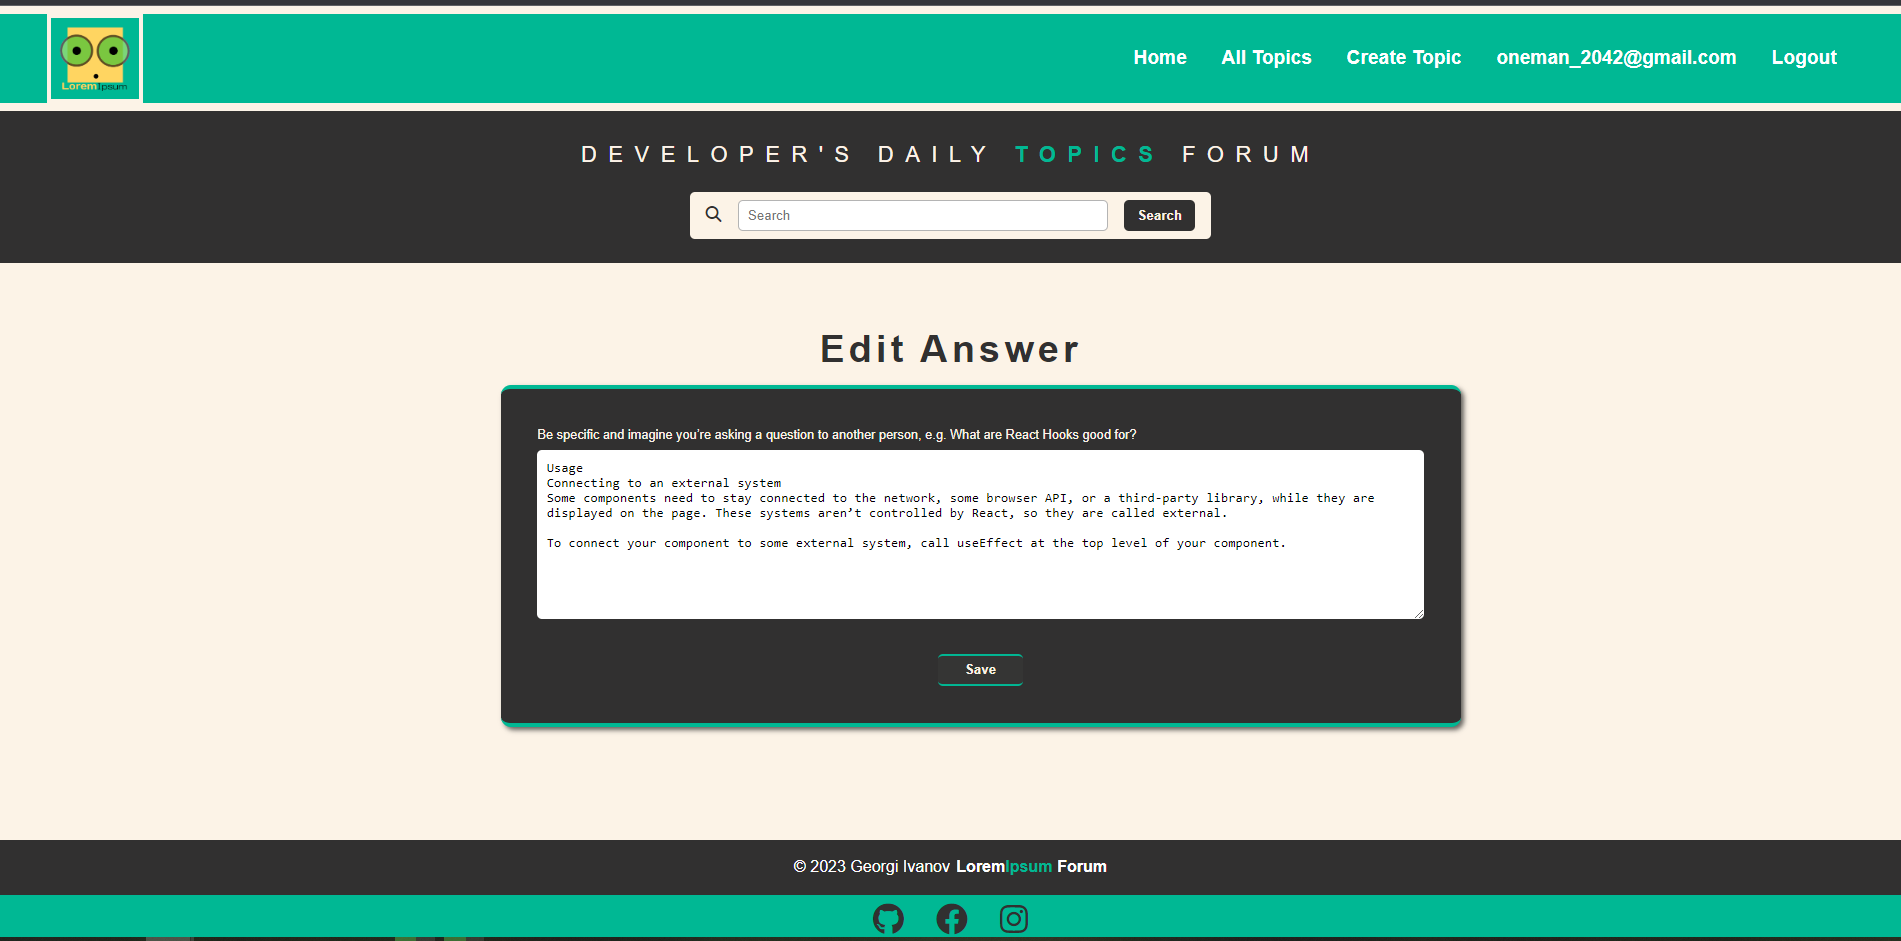 LoremIpsum
Home All Topics Create Topic oneman_2042@gmail.com Logout
DEVELOPER'S DAILY TOPICS FORUM
Search Search
Edit Answer
Be specific and imagine you're asking a question to another person, e.g. What are React Hooks good for?
Usage
Connecting to an external system
Some components need to stay connected to the network, some browser API, or a third-party library, while they are
displayed on the page. These systems aren’t controlled by React, so they are called external.
To connect your component to some external system, call useEffect at the top level of your component.
Save
© 2023 Georgi Ivanov LoremIpsum Forum